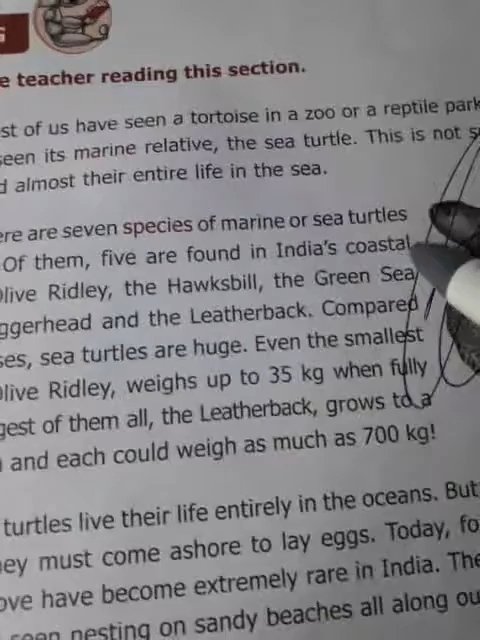 e teacher reading this section.
st of us have seen a tortoise in a zoo or a reptile park
seen its marine relative, the sea turtle. This is not s
d almost their entire life in the sea.
ere are seven species of marine or sea turtles
Of them, five are found in India's coastal
Olive Ridley, the Hawksbill, the Green Sea
ggerhead and the Leatherback. Compared
ses, sea turtles are huge. Even the smallest
Olive Ridley, weighs up to 35 kg when fully
gest of them all, the Leatherback, grows to a
and each could weigh as much as 700 kg!
turtles live their life entirely in the oceans. But
hey must come ashore to lay eggs. Today, fo
ove have become extremely rare in India. The
seen nesting on sandy beaches all along ou